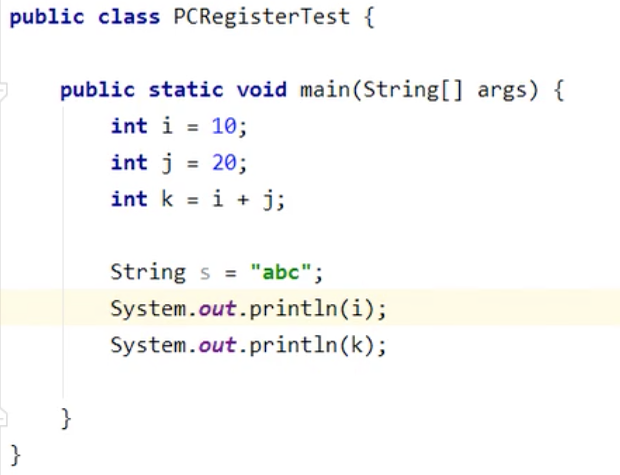 public class PCRegisterTest {
public static void main(String[] args) {
int i = 10;
int j = 20;
int k = i + j;
String s = "abc";
System.out.println(i);
System.out.println(k);
}
}